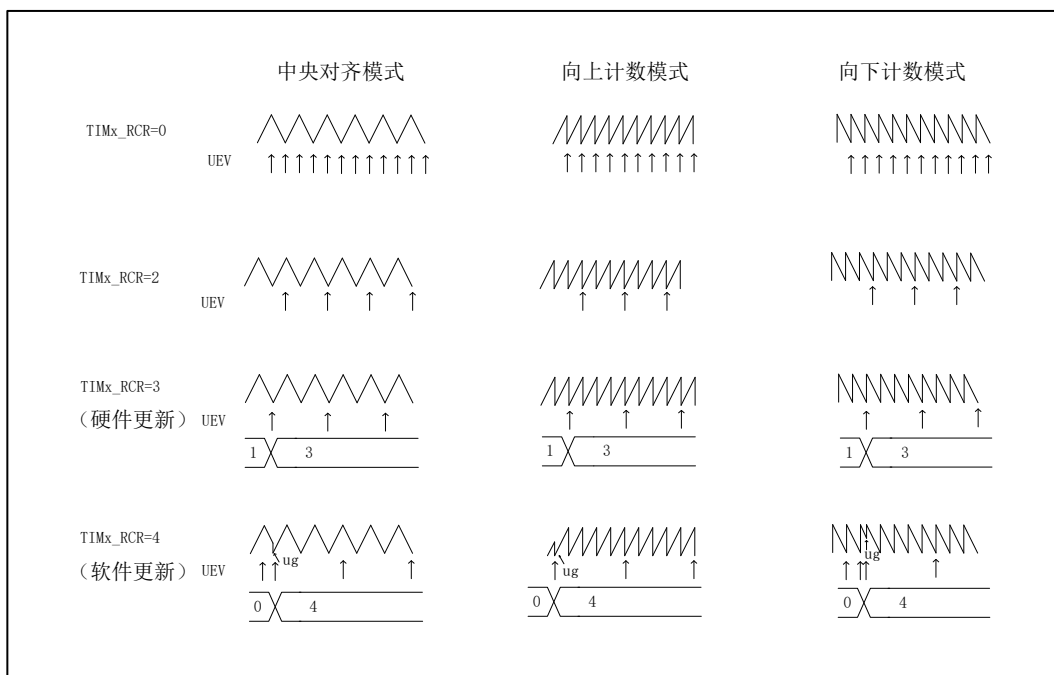 中央对齐模式 向上计数模式 向下计数模式
TIMx_RCR=0
UEV
TIMx_RCR=2
UEV
TIMx_RCR=3
（硬件更新） UEV
1 3 1 3 1 3
TIMx_RCR=4
ug ug ug
（软件更新） UEV
0 4 0 4 0 4